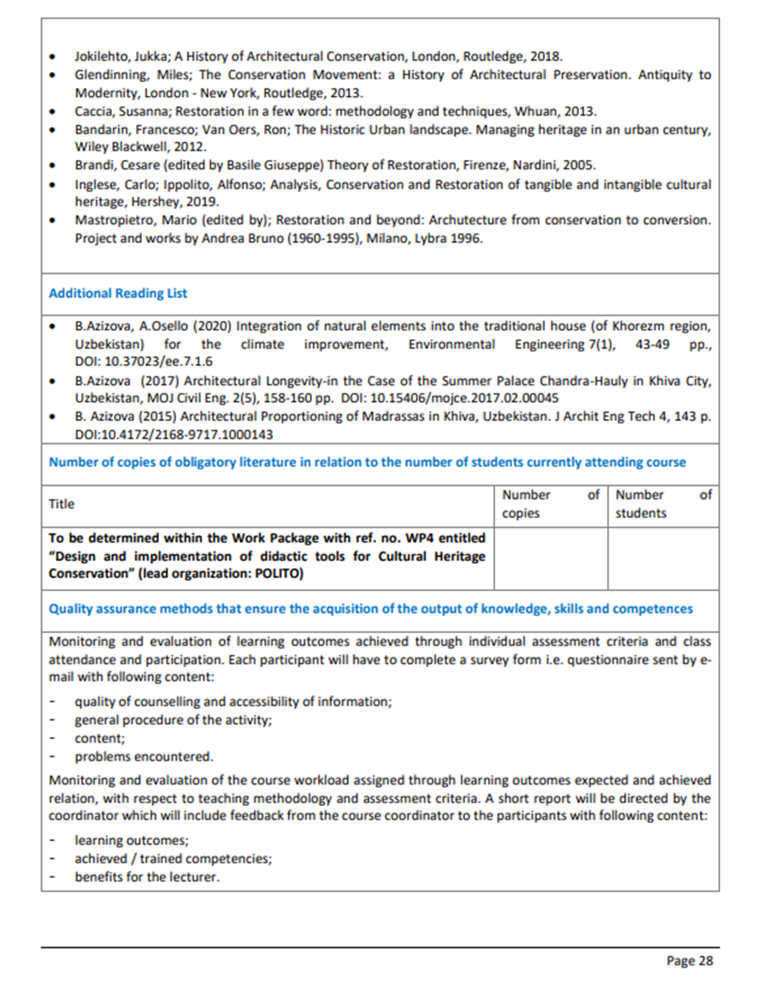 • Jokilehto, Jukka; A History of Architectural Conservation, London, Routledge, 2018.
• Glendinning, Miles; The Conservation Movement: a History of Architectural Preservation. Antiquity to
Modernity, London - New York, Routledge, 2013.
• Caccia, Susanna; Restoration in a few word: methodology and techniques, Whuan, 2013.
• Bandarin, Francesco; Van Oers, Ron; The Historic Urban landscape. Managing heritage in an urban century,
Wiley Blackwell, 2012.
• Brandi, Cesare (edited by Basile Giuseppe) Theory of Restoration, Firenze, Nardini, 2005.
• Inglese, Carlo; Ippolito, Alfonso; Analysis, Conservation and Restoration of tangible and intangible cultural
heritage, Hershey, 2019.
• Mastropietro, Mario (edited by); Restoration and beyond: Archutecture from conservation to conversion.
Project and works by Andrea Bruno (1960-1995), Milano, Lybra 1996.
Additional Reading List
• B.Azizova, A.Osello (2020) Integration of natural elements into the traditional house (of Khorezm region,
Uzbekistan) for the climate improvement, Environmental Engineering 7(1), 43-49 pp.,
DOI: 10.37023/ee.7.1.6
• B.Azizova (2017) Architectural Longevity-in the Case of the Summer Palace Chandra-Hauly in Khiva City,
Uzbekistan, MOJ Civil Eng. 2(5), 158-160 pp. DOI: 10.15406/mojce.2017.02.00045
• B. Azizova (2015) Architectural Proportioning of Madrassas in Khiva, Uzbekistan. J Archit Eng Tech 4, 143 p.
DOI:10.4172/2168-9717.1000143
Number of copies of obligatory literature in relation to the number of students currently attending course
Title
Number of
copies
Number of
students
To be determined within the Work Package with ref. no. WP4 entitled
“Design and implementation of didactic tools for Cultural Heritage
Conservation” (lead organization: POLITO)
Quality assurance methods that ensure the acquisition of the output of knowledge, skills and competences
Monitoring and evaluation of learning outcomes achieved through individual assessment criteria and class
attendance and participation. Each participant will have to complete a survey form i.e. questionnaire sent by e-
mail with following content:
- quality of counselling and accessibility of information;
- general procedure of the activity;
- content;
- problems encountered.
Monitoring and evaluation of the course workload assigned through learning outcomes expected and achieved
relation, with respect to teaching methodology and assessment criteria. A short report will be directed by the
coordinator which will include feedback from the course coordinator to the participants with following content:
- learning outcomes;
- achieved / trained competencies;
- benefits for the lecturer.
Page 28